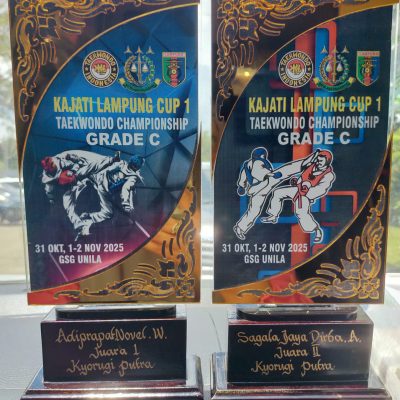 KAJATI LAMPUNG CUP 1
TAEKWONDO CHAMPIONSHIP
GRADE C
31 OKT, 1-2 NOV 2025
GSG UNILA
Adiprapat Novel. W.
Juara I
Kyorugi Putra
KAJATI LAMPUNG CUP 1
TAEKWONDO CHAMPIONSHIP
GRADE C
31 OKT, 1-2 NOV 2025
GSG UNILA
Sagala Jaya Dirba. A.
Juara II
Kyorugi Putra